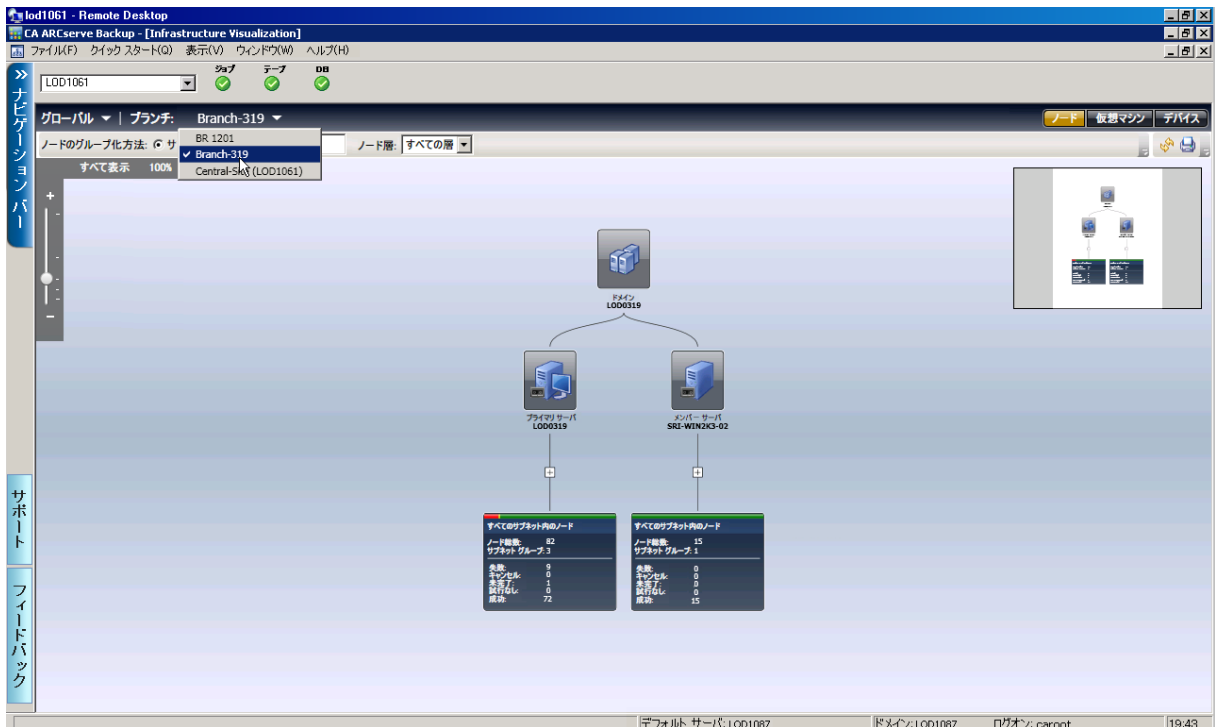 lod1061 - Remote Desktop
CA ARCserve Backup - [Infrastructure Visualization]
ファイル(F) クイック スタート(Q) 表示(V) ウィンドウ(W) ヘルプ(H)
ジョブ テープ DB
LOD1061
ナビゲーション バー
グローバル | ブランチ: Branch-319
ノード 仮想マシン デバイス
BR 1201
Branch-319
(LOD1061)
ノードのグループ化方法: サ ノード層: すべての層
すべて表示 100%
ドメイン
LOD0319
プライマリ サーバ
LOD0319
メンバー サーバ
SRI-WIN2K3-02
すべてのサブネット内のノード
ノード総数: 82
サブネット グループ: 3
失敗: 9
キャンセル: 0
未完了: 1
試行なし: 0
成功: 72
すべてのサブネット内のノード
ノード総数: 15
サブネット グループ: 1
失敗: 0
キャンセル: 0
未完了: 0
試行なし: 0
成功: 15
サポート
フィードバック
デフォルト サーバ: LOD1087 ドメイン: LOD1087 ログオン: caroot 19:43